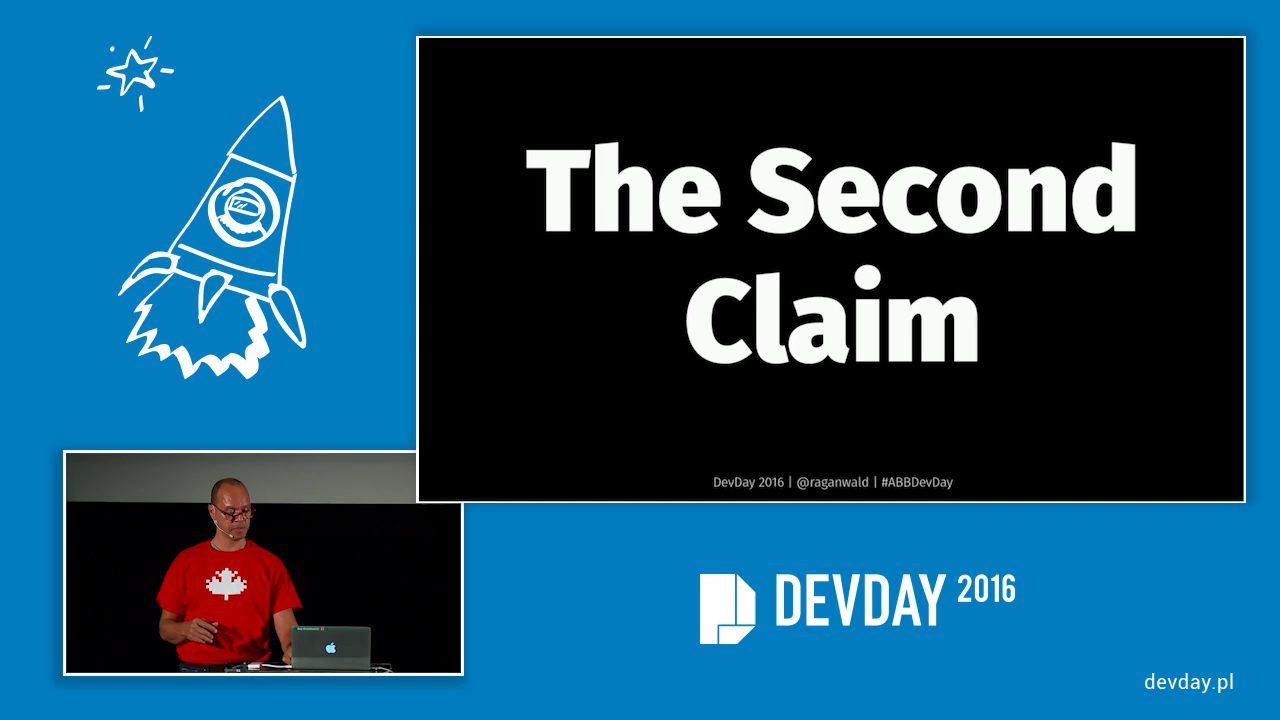 The Second
Claim
DevDay 2016 | @raganwald | #ABBDevDay
DEVDAY 2016
devday.pl